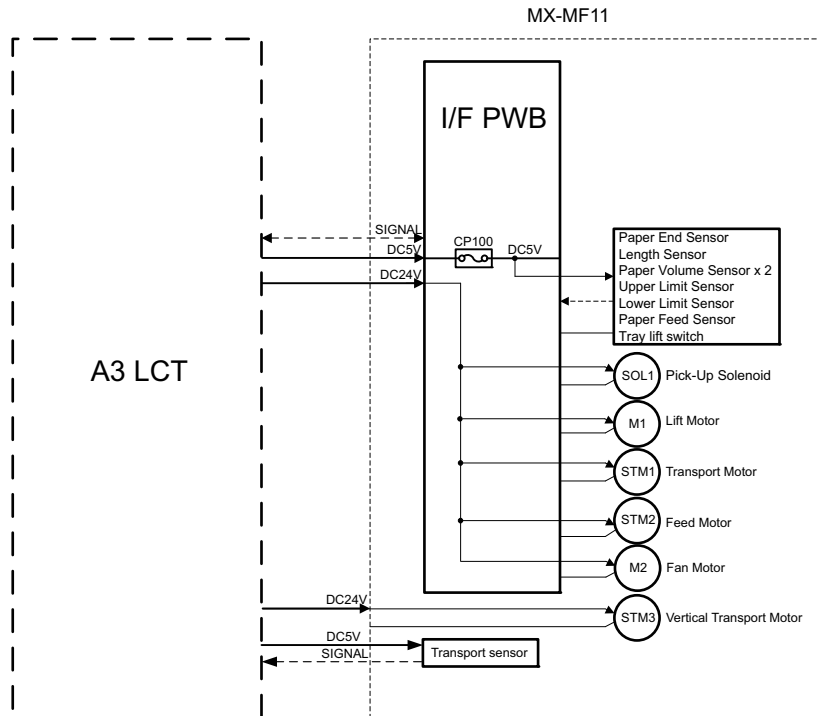 MX-MF11
I/F PWB
SIGNAL
CP100
DC5V
DC5V
DC24V
Paper End Sensor
Length Sensor
Paper Volume Sensor x 2
Upper Limit Sensor
Lower Limit Sensor
Paper Feed Sensor
Tray lift switch
A3 LCT
SOL1 Pick-Up Solenoid
M1 Lift Motor
STM1 Transport Motor
STM2 Feed Motor
M2 Fan Motor
DC24V
STM3 Vertical Transport Motor
DC5V
SIGNAL
Transport sensor